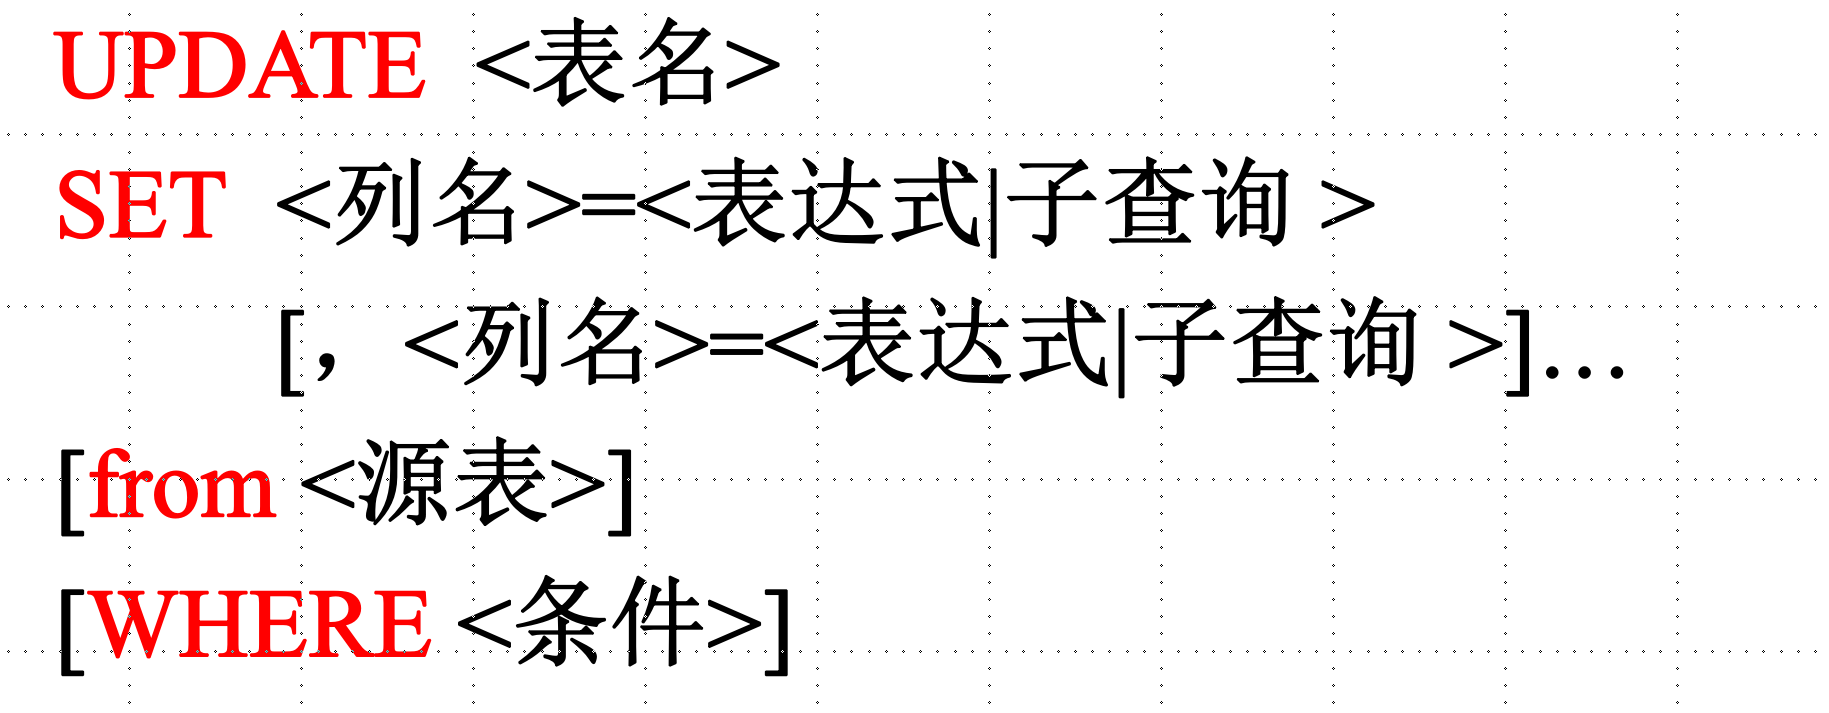 UPDATE <表名>
SET <列名>=<表达式|子查询 >
[，<列名>=<表达式|子查询 >]…
[from <源表>]
[WHERE <条件>]